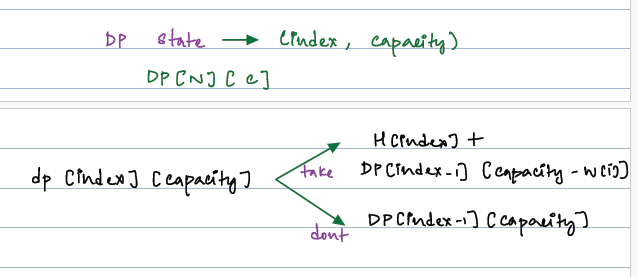 DP state → (index, capacity)
DP[N][C]
H[index] +
dp [index] [capacity] take DP[index-1] [capacity - w[i]]
dont DP[index-1] [capacity]